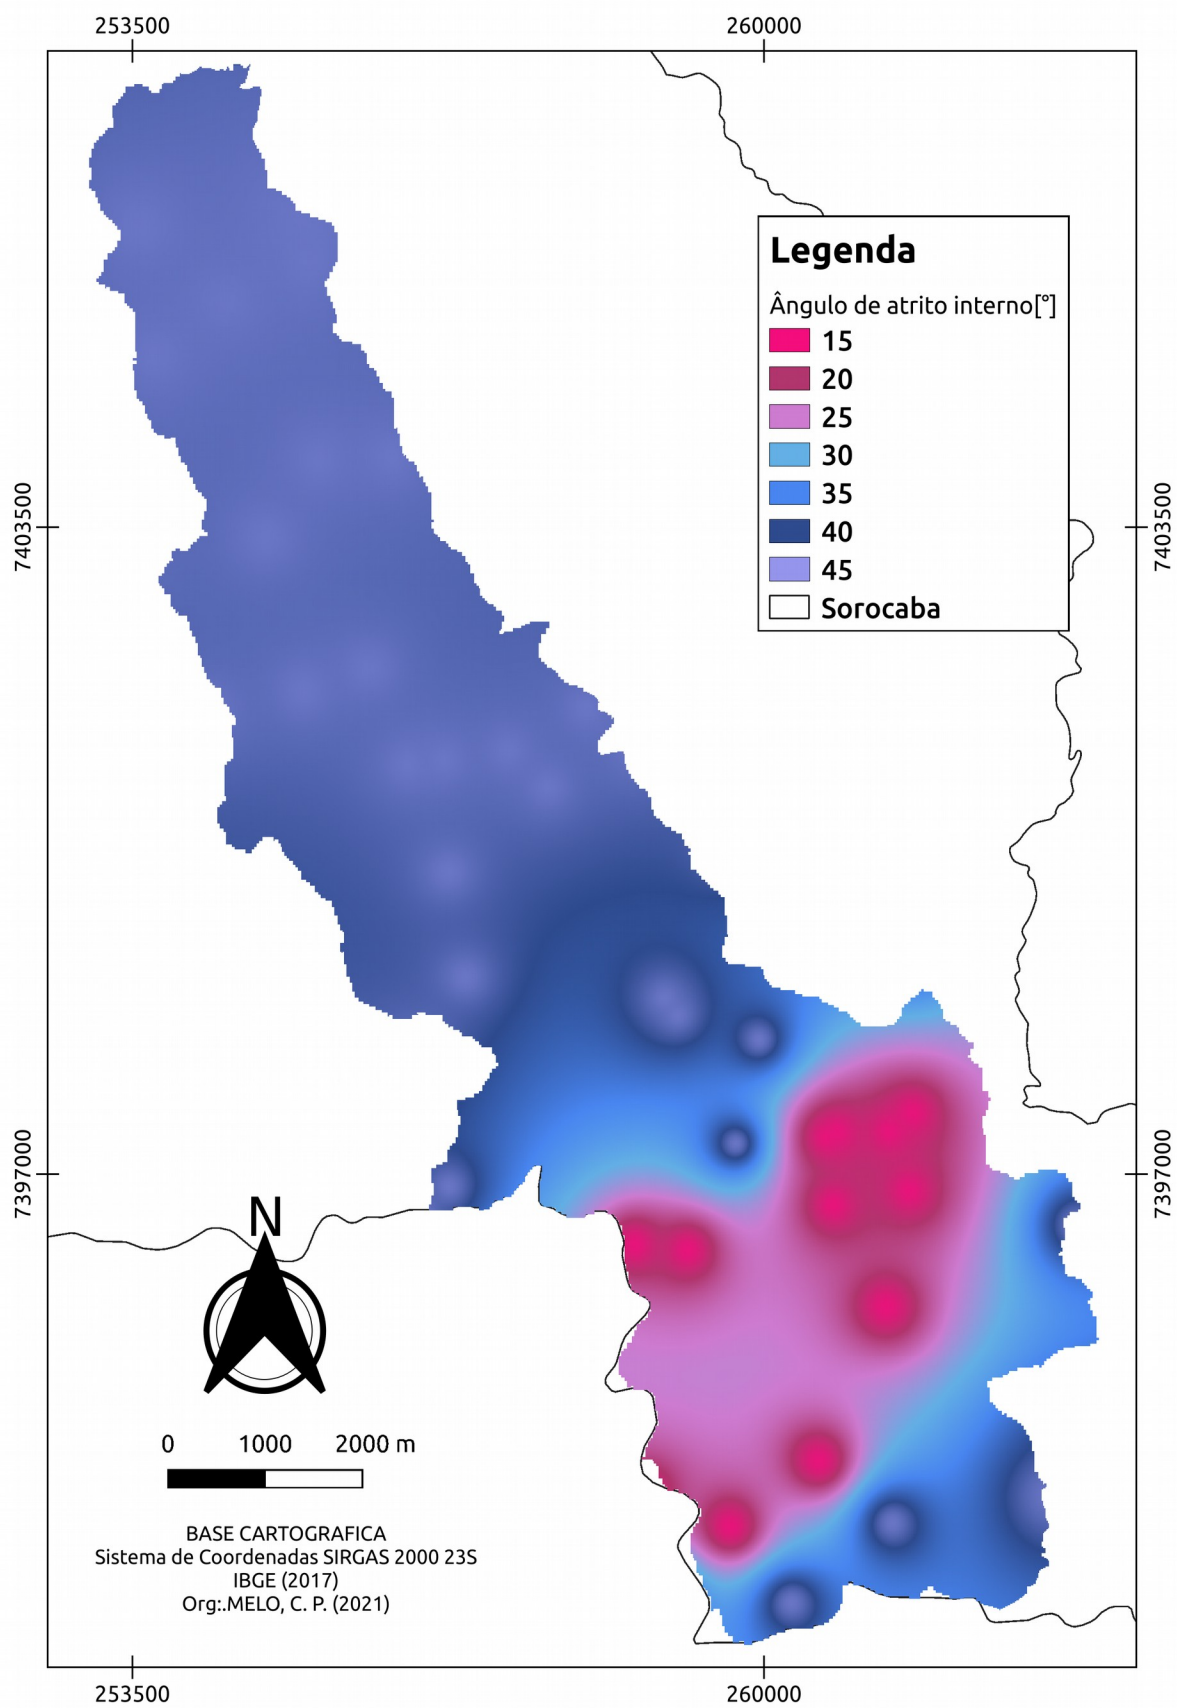 253500
260000
Legenda
Ângulo de atrito interno[°]
15
20
25
30
35
40
45
Sorocaba
7403500
7403500
7397000
7397000
N
0 1000 2000 m
BASE CARTOGRAFICA
Sistema de Coordenadas SIRGAS 2000 23S
IBGE (2017)
Org:.MELO, C. P. (2021)
253500
260000